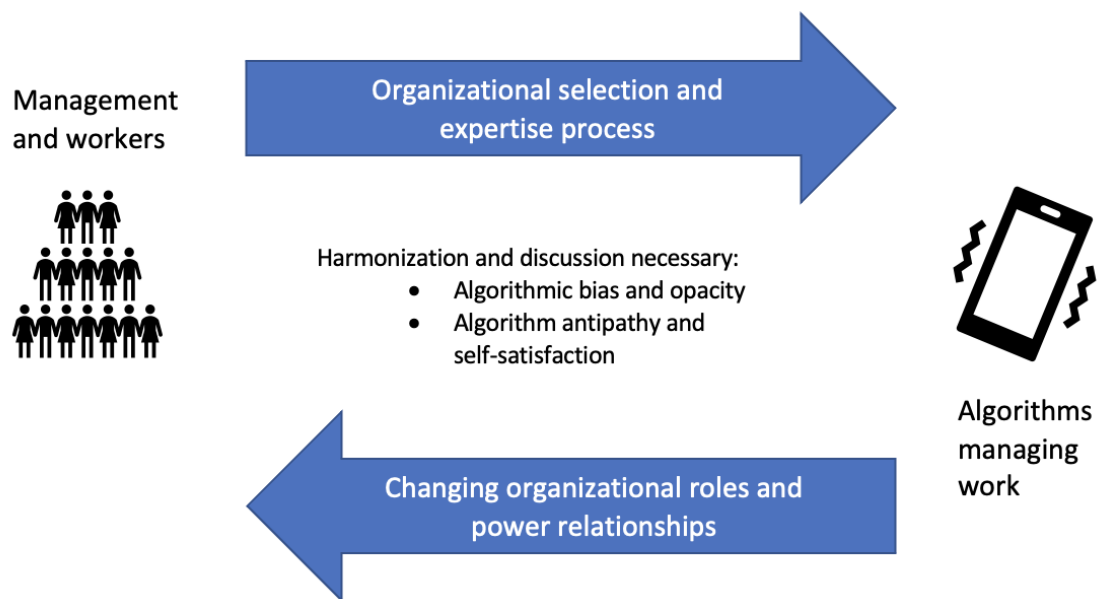 Organizational selection and
expertise process
Management
and workers
Harmonization and discussion necessary:
• Algorithmic bias and opacity
• Algorithm antipathy and
self-satisfaction
Algorithms
managing
work
Changing organizational roles and
power relationships